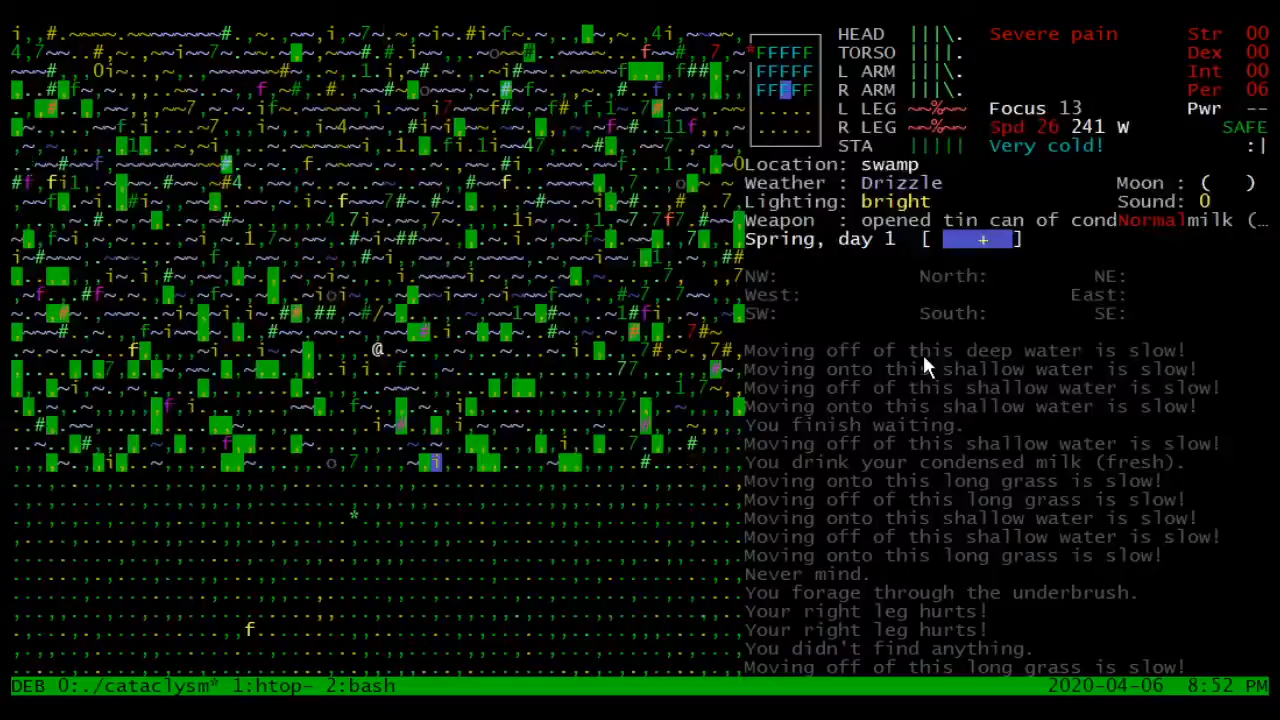 HEAD |||\. Severe pain Str 00
*FFFFF TORSO ||||. Dex 00
FFFFF L ARM |||\. Int 00
FFFFF R ARM |||\. Per 06
..... L LEG ~~%~~ Focus 13 Pwr --
..... R LEG ~~%~~ Spd 26 241 W SAFE
STA ||||| Very cold! :|
Location: swamp
Weather : Drizzle Moon : (   )
Lighting: bright Sound: 0
Weapon  : opened tin can of condNormalmilk (…
Spring, day 1 [ + ]
NW: North: NE:
West: East:
SW: South: SE:
Moving off of this deep water is slow!
Moving onto this shallow water is slow!
Moving off of this shallow water is slow!
Moving onto this shallow water is slow!
You finish waiting.
Moving off of this shallow water is slow!
You drink your condensed milk (fresh).
Moving onto this long grass is slow!
Moving off of this long grass is slow!
Moving onto this shallow water is slow!
Moving off of this shallow water is slow!
Moving onto this long grass is slow!
Never mind.
You forage through the underbrush.
Your right leg hurts!
Your right leg hurts!
You didn't find anything.
Moving off of this long grass is slow!
DEB 0:./cataclysm* 1:htop- 2:bash 2020-04-06 8:52 PM